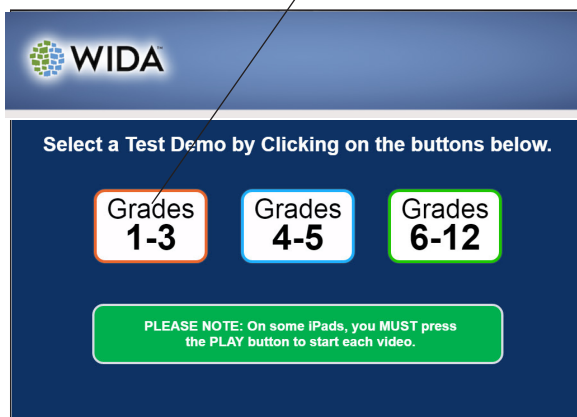 WIDA
Select a Test Demo by Clicking on the buttons below.
Grades
1-3
Grades
4-5
Grades
6-12
PLEASE NOTE: On some iPads, you MUST press
the PLAY button to start each video.